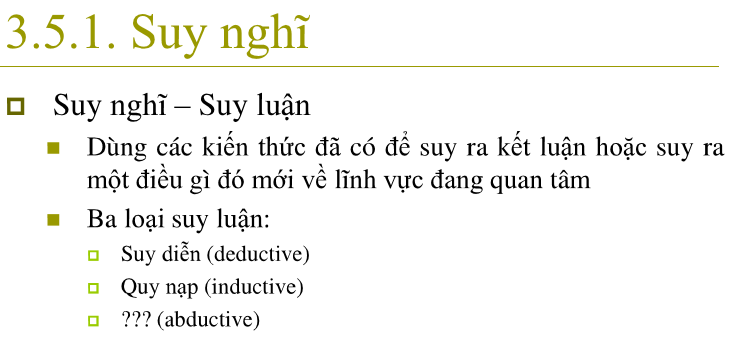 3.5.1. Suy nghĩ
Suy nghĩ – Suy luận
Dùng các kiến thức đã có để suy ra kết luận hoặc suy ra
một điều gì đó mới về lĩnh vực đang quan tâm
Ba loại suy luận:
Suy diễn (deductive)
Quy nạp (inductive)
??? (abductive)